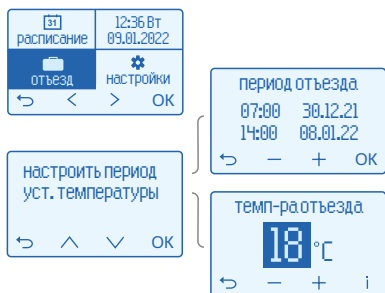 31
расписание
12:36 Вт
09.01.2022
отъезд
настройки
< > OK
настроить период
уст. температуры
OK
период отъезда
07:00 30.12.21
14:00 08.01.22
− + OK
темп-ра отъезда
18 °C
− + i